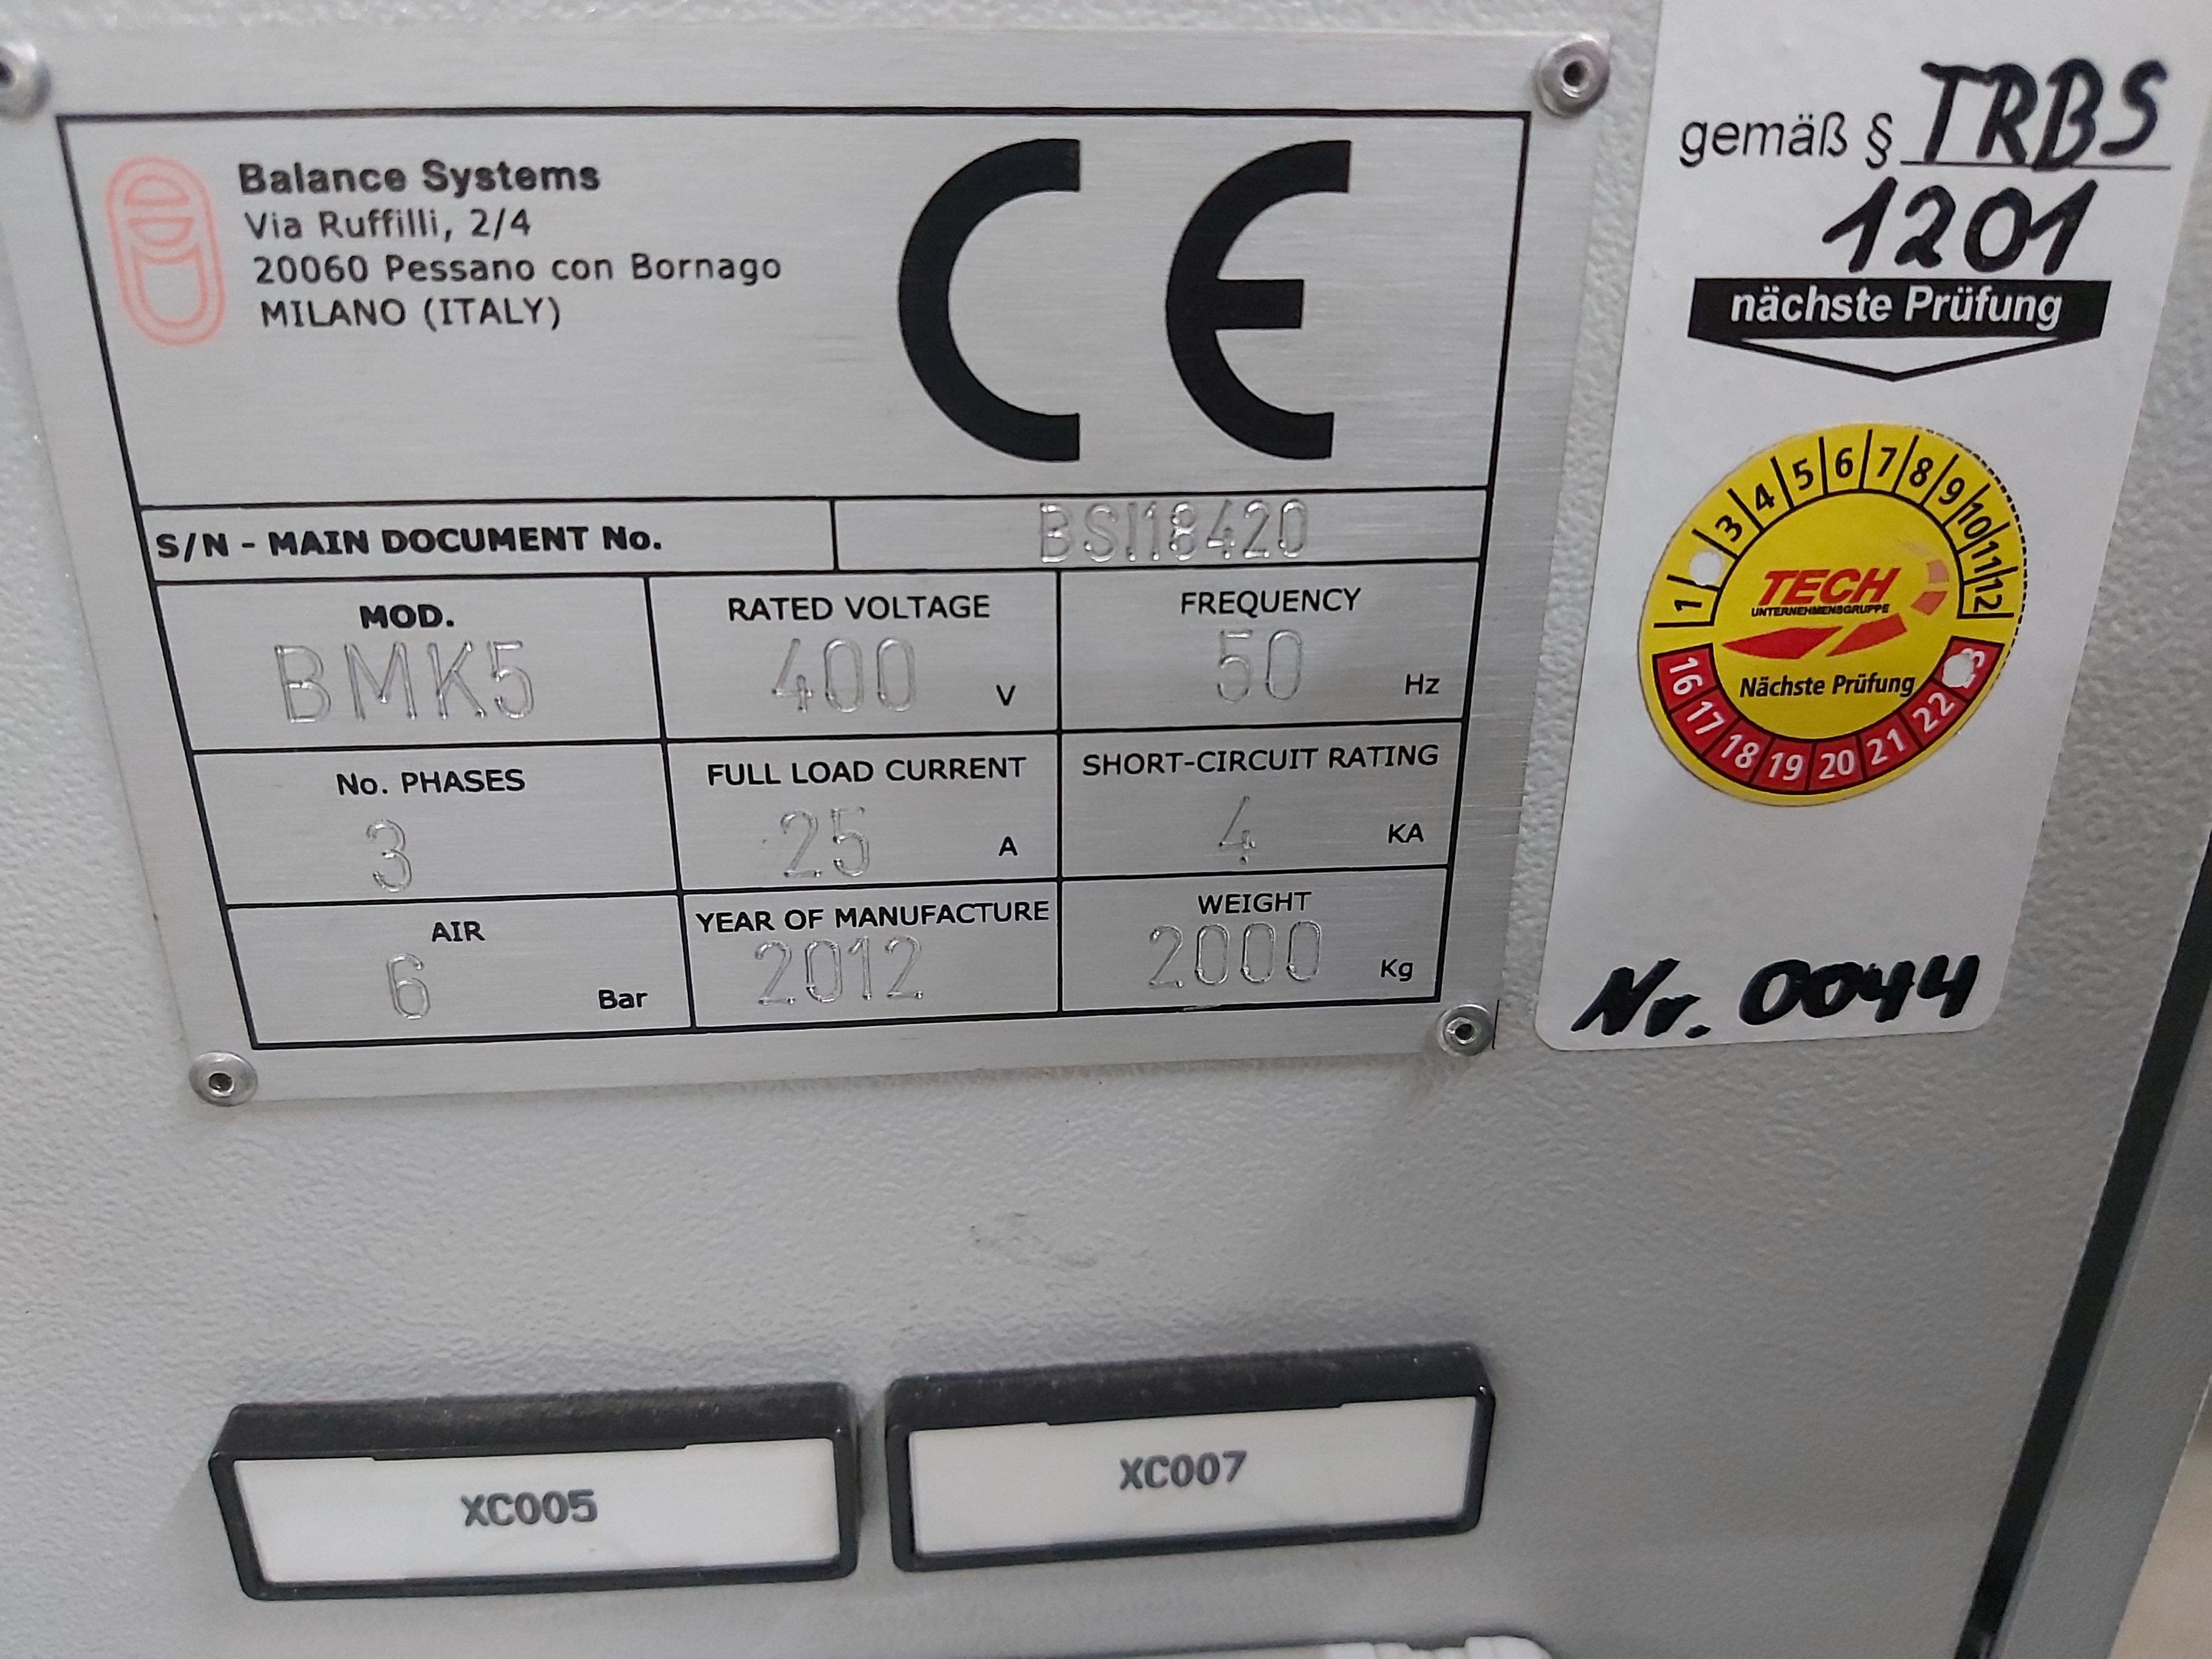 Balance Systems
Via Ruffilli, 2/4
20060 Pessano con Bornago
MILANO (ITALY)
CE
S/N - MAIN DOCUMENT No.
BSI18420
MOD.
BMK5
RATED VOLTAGE
400 V
FREQUENCY
50 Hz
No. PHASES
3
FULL LOAD CURRENT
25 A
SHORT-CIRCUIT RATING
4 KA
AIR
6 Bar
YEAR OF MANUFACTURE
2012
WEIGHT
2000 Kg
gemäß § TRBS
1201
nächste Prüfung
1 3 4 5 6 7 8 9 10 11 12
TECH
UNTERNEHMENSGRUPPE
Nächste Prüfung
16 17 18 19 20 21 22
Nr. 0044
XC005
XC007